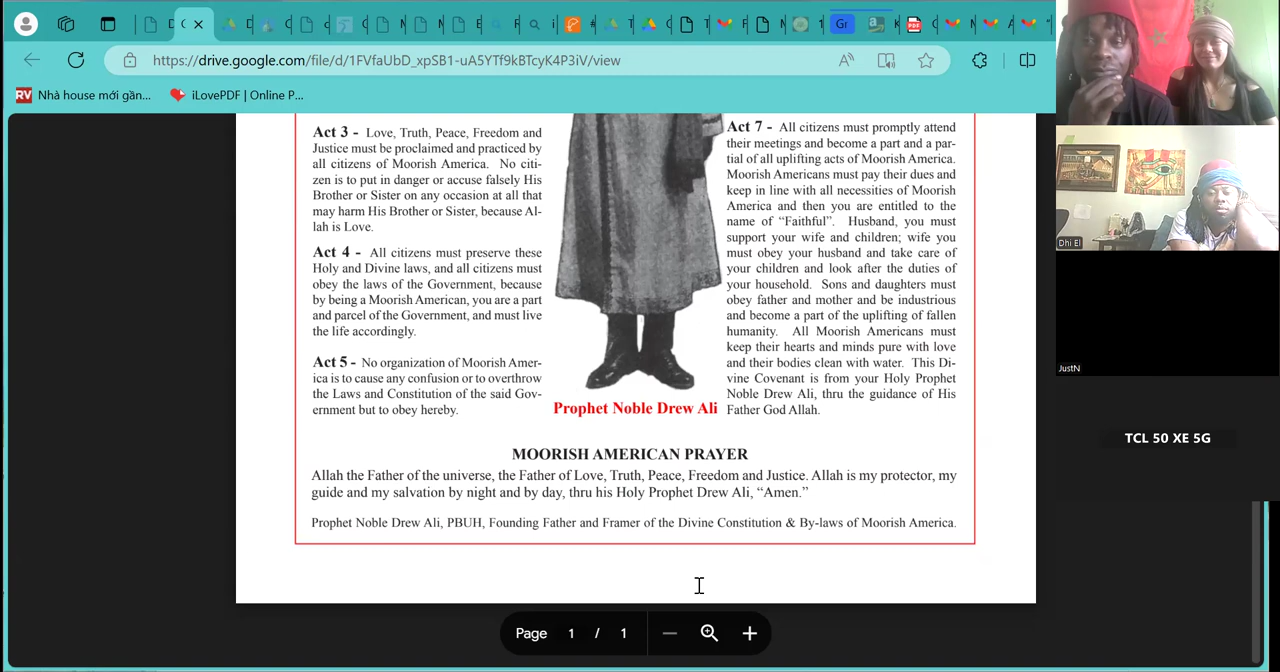 Gr
https://drive.google.com/file/d/1FVfaUbD_xpSB1-uA5YTf9kBTcyK4P3iV/view
RV Nhà house mới gần...
iLovePDF | Online P...
Act 3 - Love, Truth, Peace, Freedom and
Justice must be proclaimed and practiced by
all citizens of Moorish America. No citi-
zen is to put in danger or accuse falsely His
Brother or Sister on any occasion at all that
may harm His Brother or Sister, because Al-
lah is Love.
Act 4 - All citizens must preserve these
Holy and Divine laws, and all citizens must
obey the laws of the Government, because
by being a Moorish American, you are a part
and parcel of the Government, and must live
the life accordingly.
Act 5 - No organization of Moorish Amer-
ica is to cause any confusion or to overthrow
the Laws and Constitution of the said Gov-
ernment but to obey hereby.
Prophet Noble Drew Ali
Act 7 - All citizens must promptly attend
their meetings and become a part and a par-
tial of all uplifting acts of Moorish America.
Moorish Americans must pay their dues and
keep in line with all necessities of Moorish
America and then you are entitled to the
name of “Faithful”. Husband, you must
support your wife and children; wife you
must obey your husband and take care of
your children and look after the duties of
your household. Sons and daughters must
obey father and mother and be industrious
and become a part of the uplifting of fallen
humanity. All Moorish Americans must
keep their hearts and minds pure with love
and their bodies clean with water. This Di-
vine Covenant is from your Holy Prophet
Noble Drew Ali, thru the guidance of His
Father God Allah.
MOORISH AMERICAN PRAYER
Allah the Father of the universe, the Father of Love, Truth, Peace, Freedom and Justice. Allah is my protector, my
guide and my salvation by night and by day, thru his Holy Prophet Drew Ali, “Amen.”
Prophet Noble Drew Ali, PBUH, Founding Father and Framer of the Divine Constitution & By-laws of Moorish America.
Page 1 / 1
Dhi El
JustN
TCL 50 XE 5G